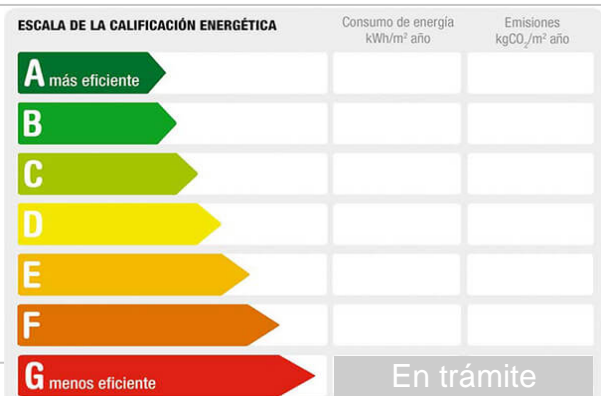 ESCALA DE LA CALIFICACIÓN ENERGÉTICA
Consumo de energía
kWh/m² año
Emisiones
kgCO₂/m² año
A más eficiente
B
C
D
E
F
G menos eficiente
En trámite